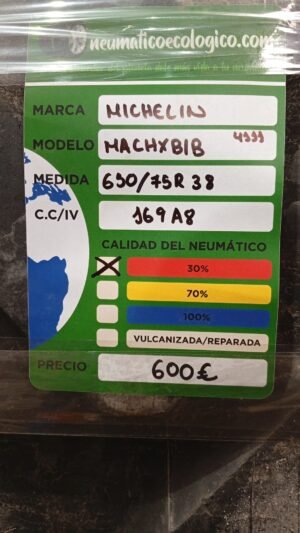 neumaticoecologico.com
MARCA MICHELIN
MODELO MACHXBIB 4999
MEDIDA 650/75R 38
C.C/IV 169 A8
CALIDAD DEL NEUMÁTICO
30%
70%
100%
VULCANIZADA/REPARADA
PRECIO 600€